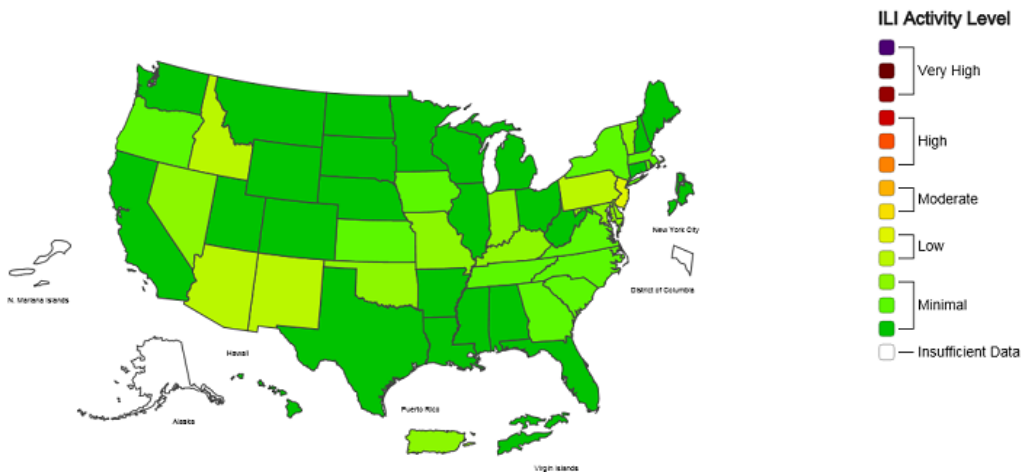 ILI Activity Level
Very High
High
Moderate
Low
Minimal
Insufficient Data
New York City
District of Columbia
N. Mariana Islands
Hawaii
Alaska
Puerto Rico
Virgin Islands